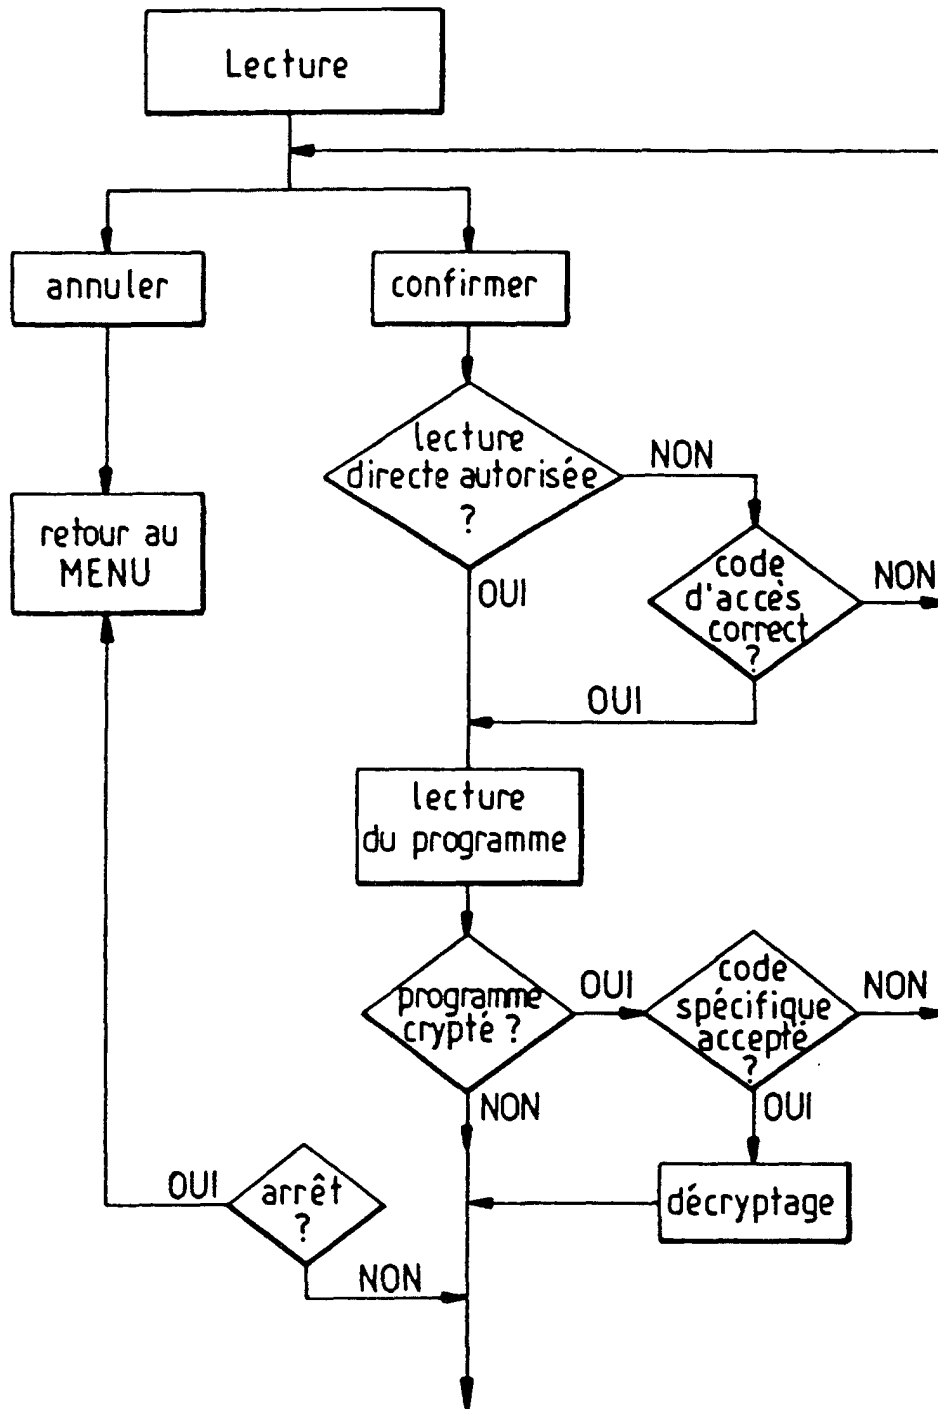 Lecture
annuler
confirmer
lecture
directe autorisée
?
NON
OUI
retour au
MENU
code
d'accès
correct
?
NON
OUI
lecture
du programme
programme
crypté ?
OUI
code
spécifique
accepté
?
NON
NON
OUI
décryptage
OUI
arrêt
?
NON